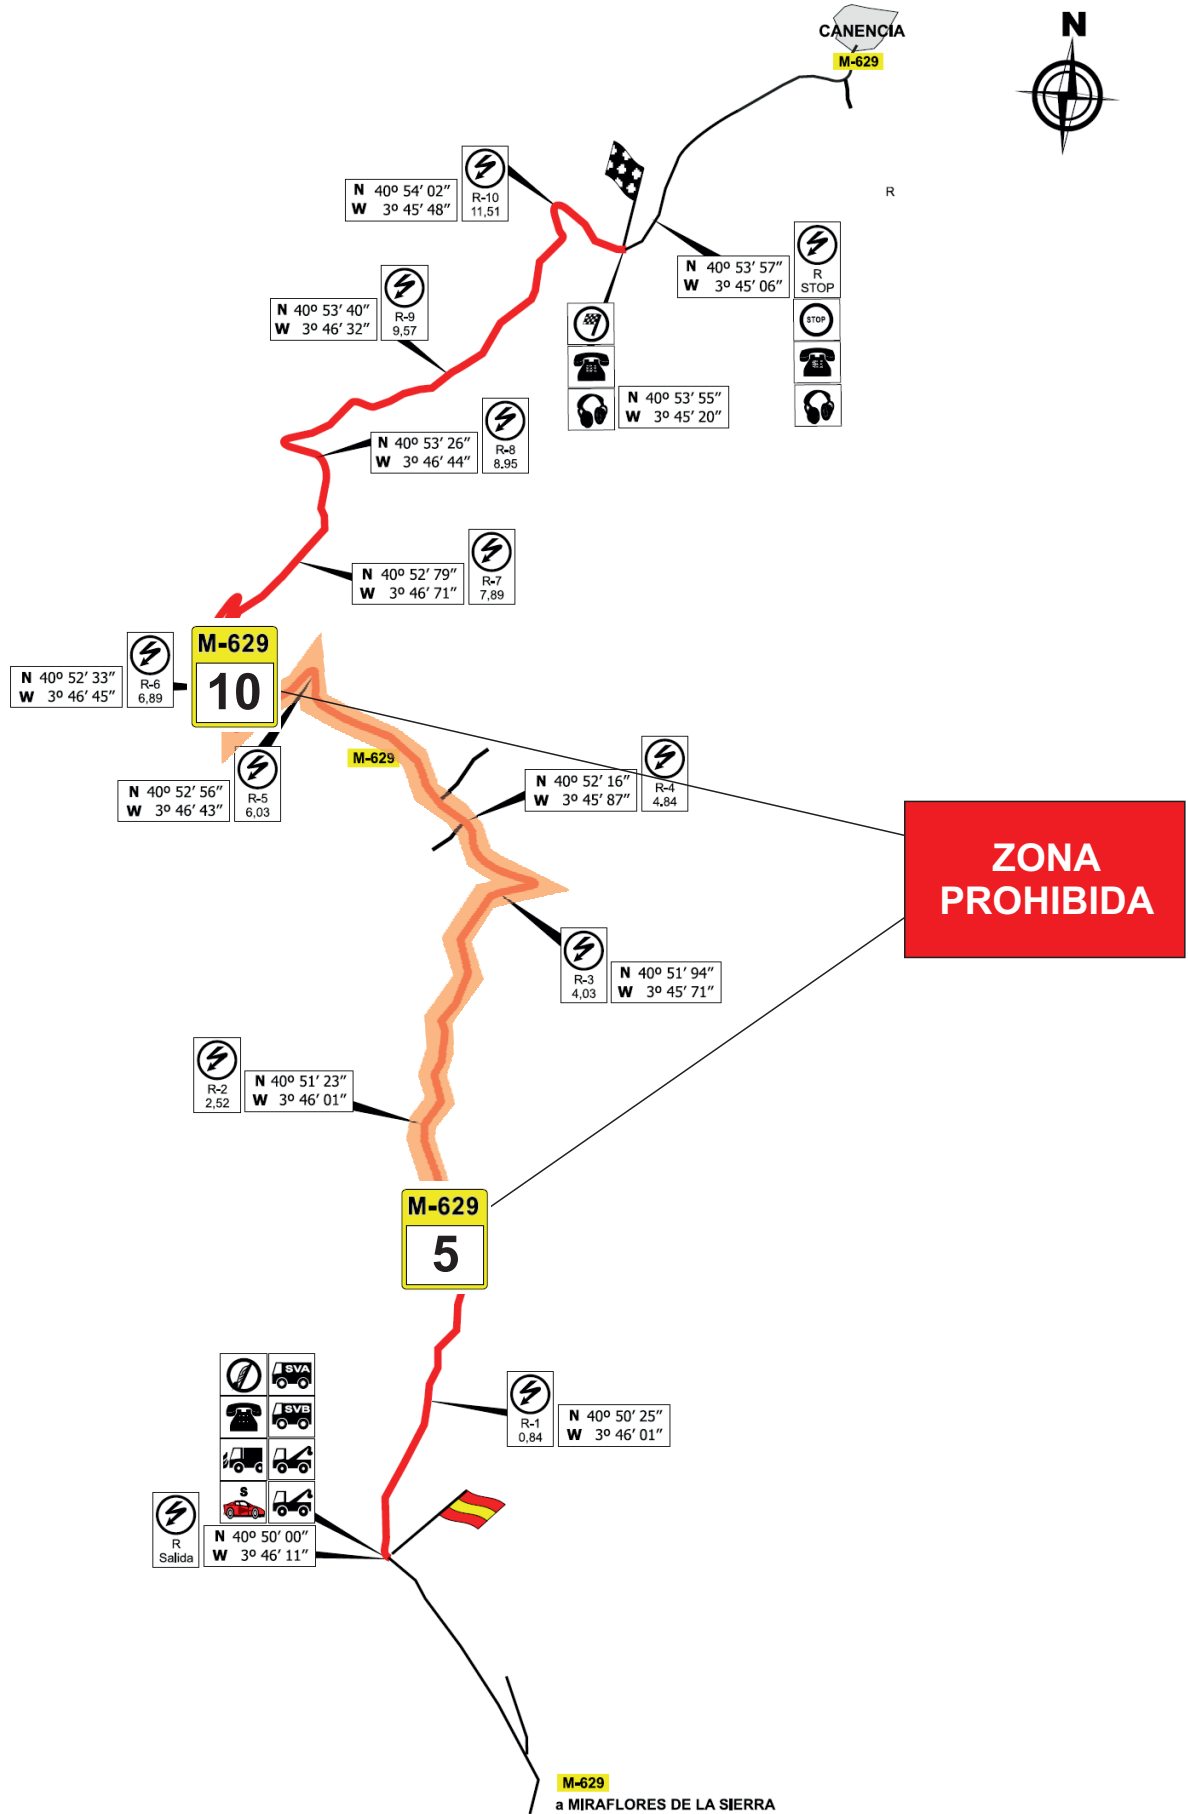 CANENCIA
M-629
N
R
N 40º 54' 02"
W 3º 45' 48"
R-10
11,51
N 40º 53' 57"
W 3º 45' 06"
R
STOP
STOP
N 40º 53' 40"
W 3º 46' 32"
R-9
9,57
N 40º 53' 55"
W 3º 45' 20"
N 40º 53' 26"
W 3º 46' 44"
R-8
8.95
N 40º 52' 79"
W 3º 46' 71"
R-7
7,89
M-629
10
N 40º 52' 33"
W 3º 46' 45"
R-6
6,89
M-629
N 40º 52' 56"
W 3º 46' 43"
R-5
6,03
N 40º 52' 16"
W 3º 45' 87"
R-4
4.84
ZONA
PROHIBIDA
R-3
4,03
N 40º 51' 94"
W 3º 45' 71"
R-2
2,52
N 40º 51' 23"
W 3º 46' 01"
M-629
5
SVA
SVB
S
R-1
0,84
N 40º 50' 25"
W 3º 46' 01"
R
Salida
N 40º 50' 00"
W 3º 46' 11"
M-629
a MIRAFLORES DE LA SIERRA